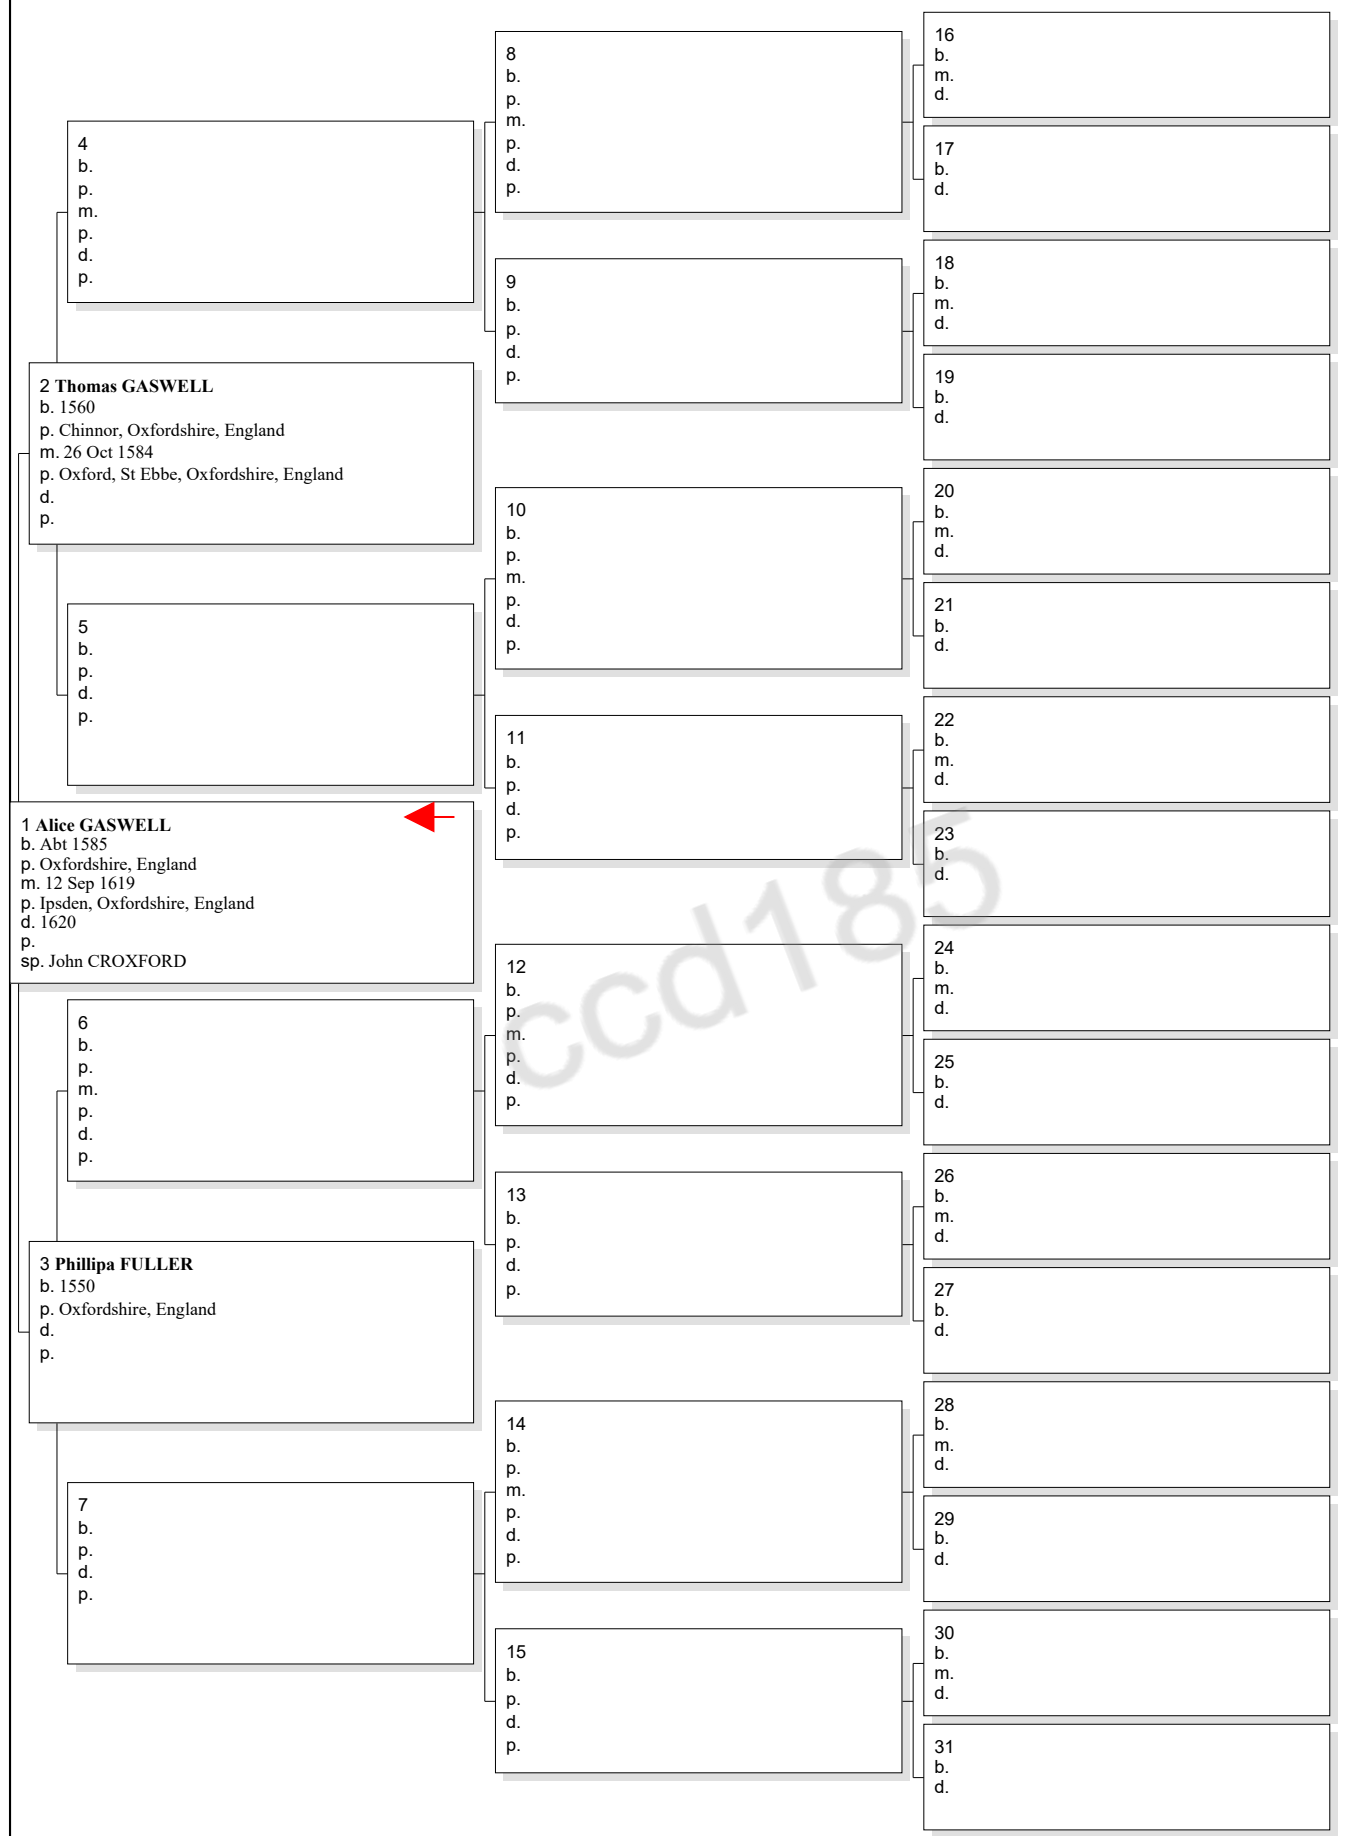 16
b.
m.
d.
8
b.
p.
m.
p.
d.
p.
17
b.
d.
4
b.
p.
m.
p.
d.
p.
18
b.
m.
d.
9
b.
p.
d.
p.
19
b.
d.
2 Thomas GASWELL
b. 1560
p. Chinnor, Oxfordshire, England
m. 26 Oct 1584
p. Oxford, St Ebbe, Oxfordshire, England
d.
p.
20
b.
m.
d.
10
b.
p.
m.
p.
d.
p.
21
b.
d.
5
b.
p.
d.
p.
22
b.
m.
d.
11
b.
p.
d.
p.
23
b.
d.
1 Alice GASWELL
b. Abt 1585
p. Oxfordshire, England
m. 12 Sep 1619
p. Ipsden, Oxfordshire, England
d. 1620
p.
sp. John CROXFORD
ccd185
24
b.
m.
d.
12
b.
p.
m.
p.
d.
p.
25
b.
d.
6
b.
p.
m.
p.
d.
p.
26
b.
m.
d.
13
b.
p.
d.
p.
27
b.
d.
3 Phillipa FULLER
b. 1550
p. Oxfordshire, England
d.
p.
28
b.
m.
d.
14
b.
p.
m.
p.
d.
p.
29
b.
d.
7
b.
p.
d.
p.
30
b.
m.
d.
15
b.
p.
d.
p.
31
b.
d.